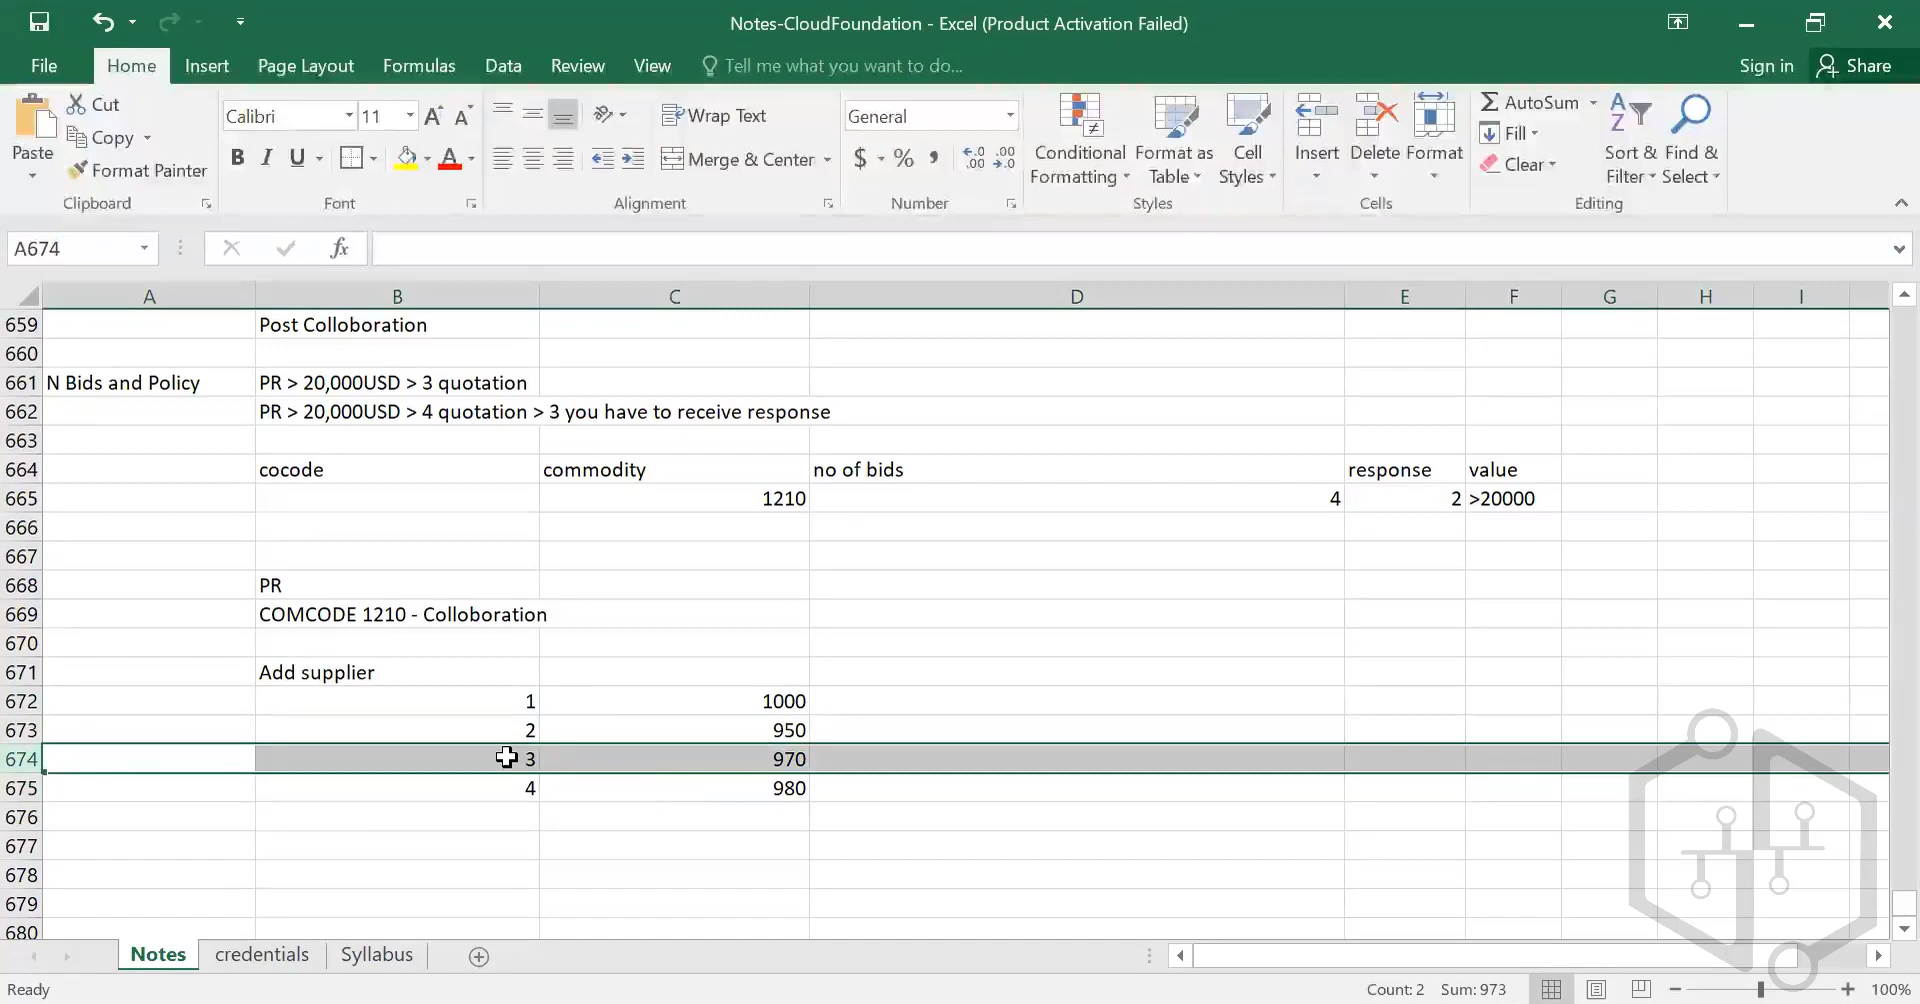 Notes-CloudFoundation - Excel (Product Activation Failed)
File Home Insert Page Layout Formulas Data Review View Tell me what you want to do... Sign in Share
Paste Cut Copy Format Painter Clipboard
Calibri 11 A A B I U A Font
Wrap Text Merge & Center Alignment
General $ % , .0 .00 .00 .0 Number
Conditional Formatting Format as Table Cell Styles Styles
Insert Delete Format Cells
AutoSum Fill Clear Sort & Filter Find & Select Editing
A674 fx
A B C D E F G H I
659 Post Colloboration
660
661 N Bids and Policy PR > 20,000USD > 3 quotation
662 PR > 20,000USD > 4 quotation > 3 you have to receive response
663
664 cocode commodity no of bids response value
665 1210 4 2 >20000
666
667
668 PR
669 COMCODE 1210 - Colloboration
670
671 Add supplier
672 1 1000
673 2 950
674 3 970
675 4 980
676
677
678
679
680
Notes credentials Syllabus
Ready Count: 2 Sum: 973 100%